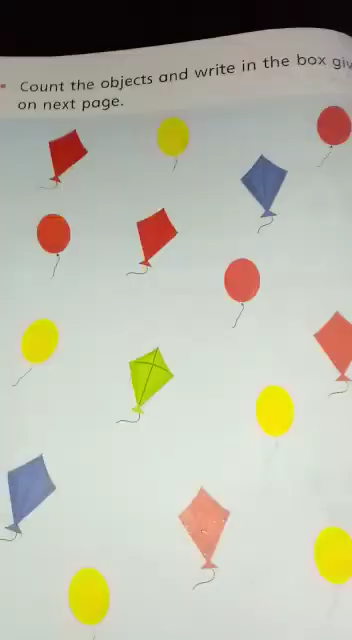 Count the objects and write in the box
on next page.